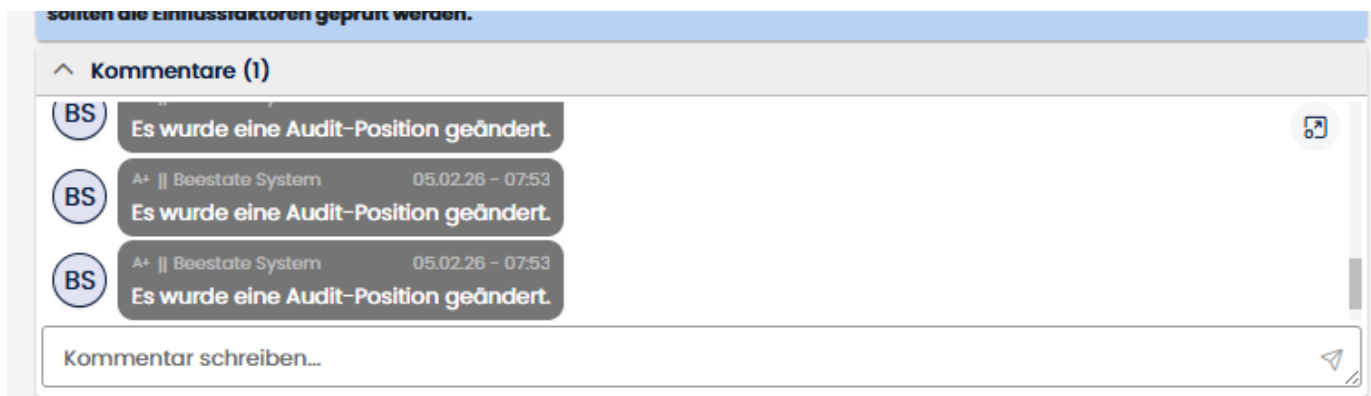 sollten die Einflussfaktoren geprüft werden.
Kommentare (1)
BS
Es wurde eine Audit-Position geändert.
BS
A+ || Beestate System 05.02.26 - 07:53
Es wurde eine Audit-Position geändert.
BS
A+ || Beestate System 05.02.26 - 07:53
Es wurde eine Audit-Position geändert.
Kommentar schreiben...